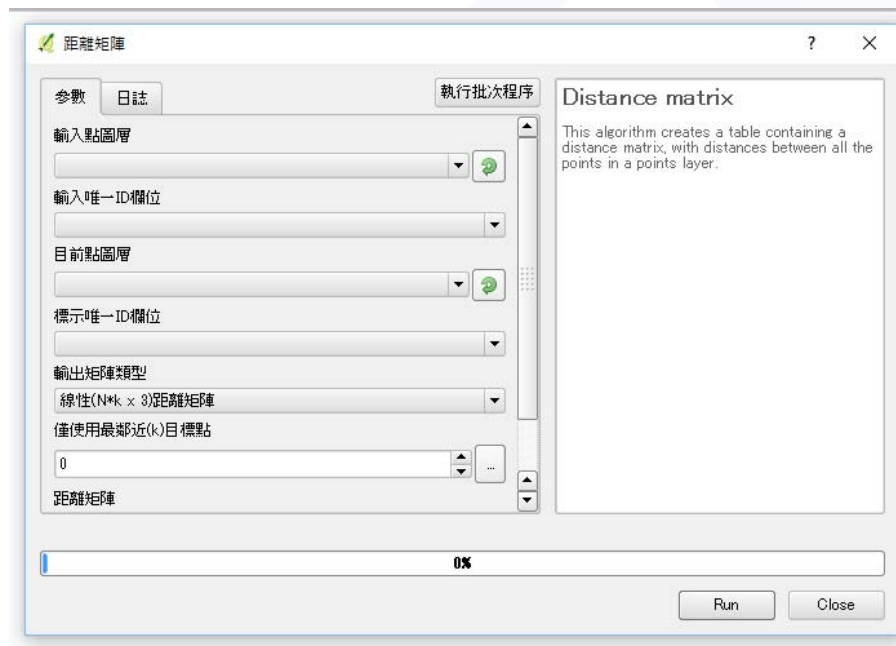 距離矩陣
參數
日誌
執行批次程序
輸入點圖層
輸入唯一ID欄位
目前點圖層
標示唯一ID欄位
輸出矩陣類型
線性(N*k x 3)距離矩陣
僅使用最鄰近(k)目標點
0
...
距離矩陣
Distance matrix
This algorithm creates a table containing a
distance matrix, with distances between all the
points in a points layer.
0%
Run
Close